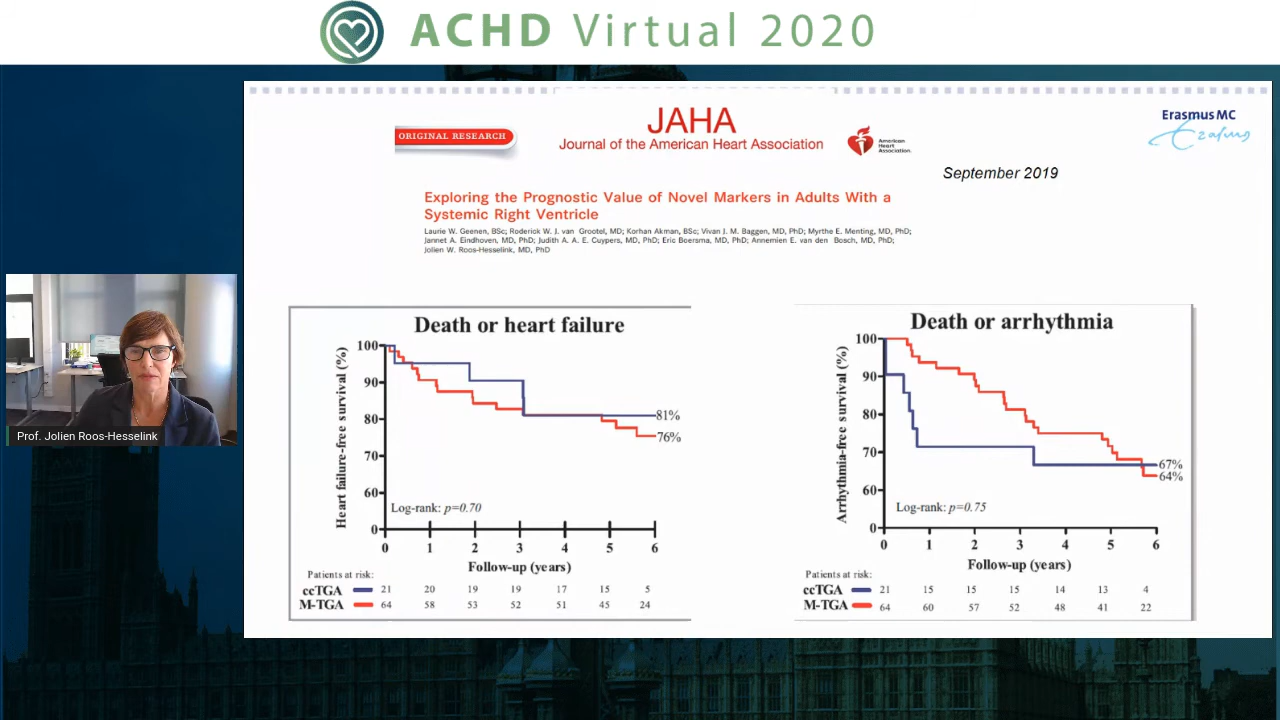 ACHD Virtual 2020
ORIGINAL RESEARCH
JAHA
Journal of the American Heart Association
American
Heart
Association.
Erasmus MC
Erasmus
September 2019
Exploring the Prognostic Value of Novel Markers in Adults With a
Systemic Right Ventricle
Laurie W. Geenen, BSc; Roderick W. J. van Grootel, MD; Korhan Akman, BSc; Vivan J. M. Baggen, MD, PhD; Myrthe E. Menting, MD, PhD;
Jannet A. Eindhoven, MD, PhD; Judith A. A. E. Cuypers, MD, PhD; Eric Boersma, MD, PhD; Annemien E. van den Bosch, MD, PhD;
Jolien W. Roos-Hesselink, MD, PhD
Prof. Jolien Roos-Hesselink
Death or heart failure
Heart failure-free survival (%)
100
90
80
70
60
0
81%
76%
Log-rank: p=0.70
0 1 2 3 4 5 6
Follow-up (years)
Patients at risk:
ccTGA 21 20 19 19 17 15 5
M-TGA 64 58 53 52 51 45 24
Death or arrhythmia
Arrhythmia-free survival (%)
100
90
80
70
60
0
67%
64%
Log-rank: p=0.75
0 1 2 3 4 5 6
Follow-up (years)
Patients at risk:
ccTGA 21 15 15 15 14 13 4
M-TGA 64 60 57 52 48 41 22